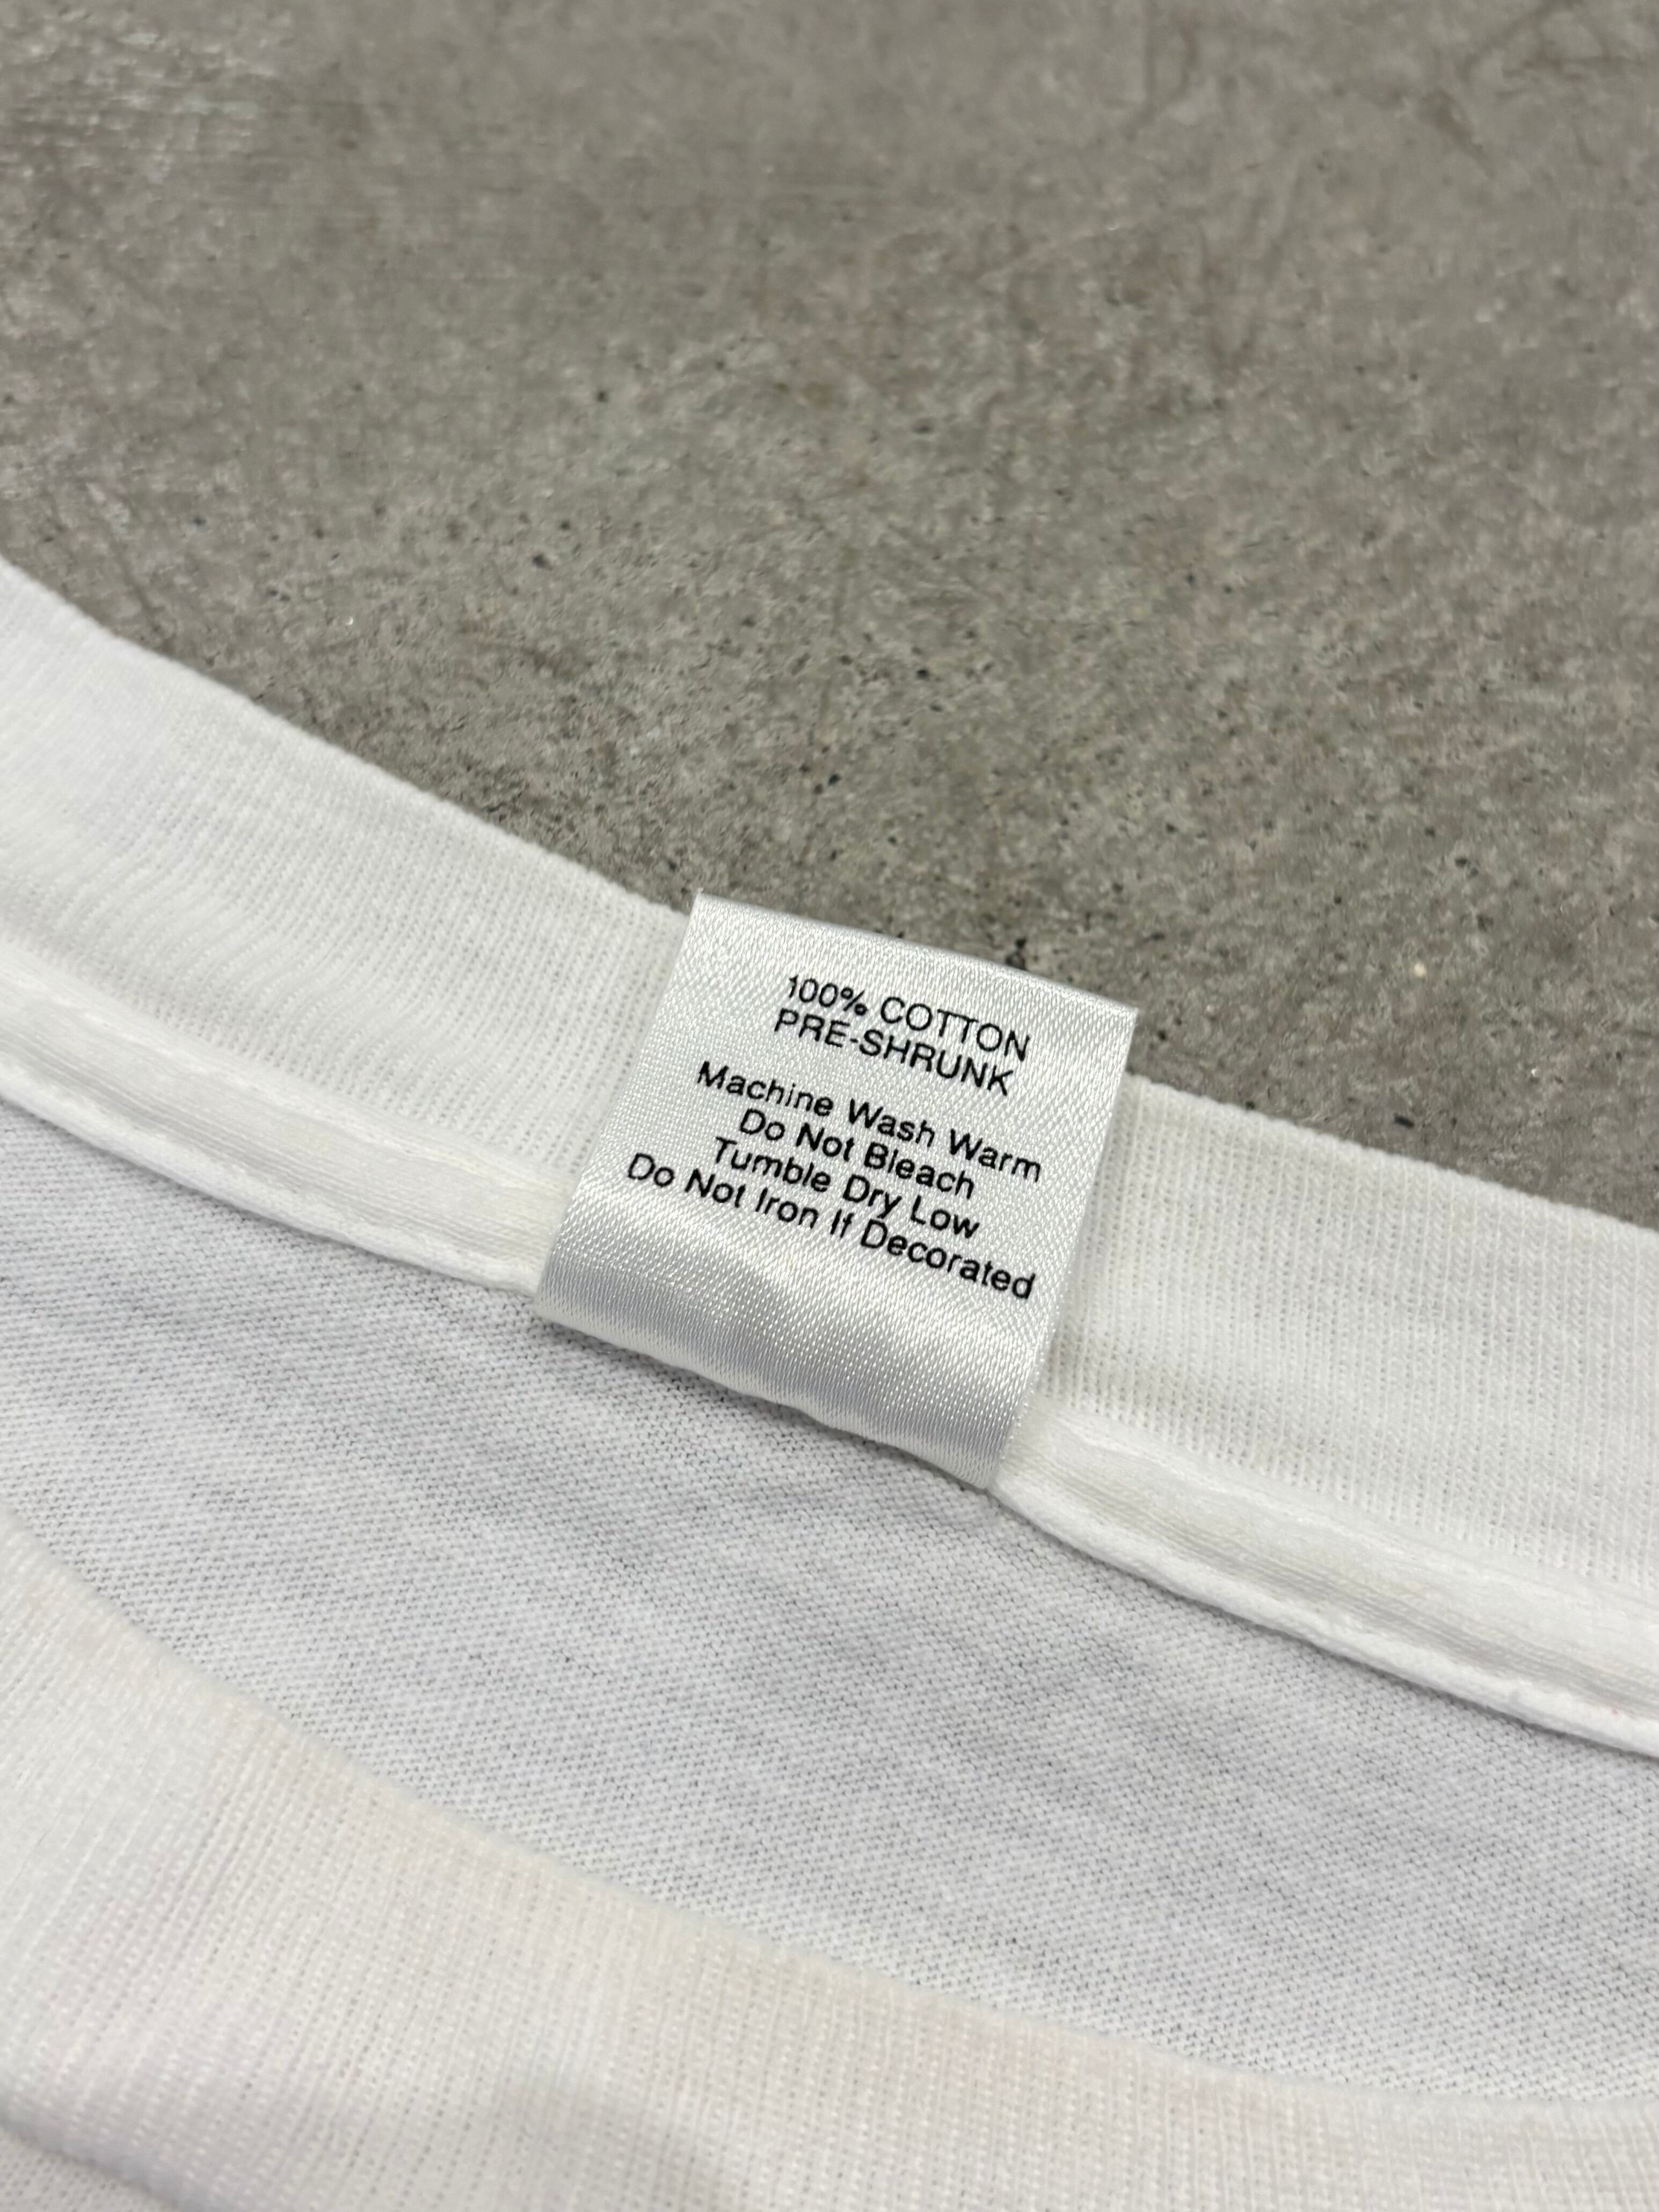 100% COTTON
PRE-SHRUNK
Machine Wash Warm
Do Not Bleach
Tumble Dry Low
Do Not Iron If Decorated